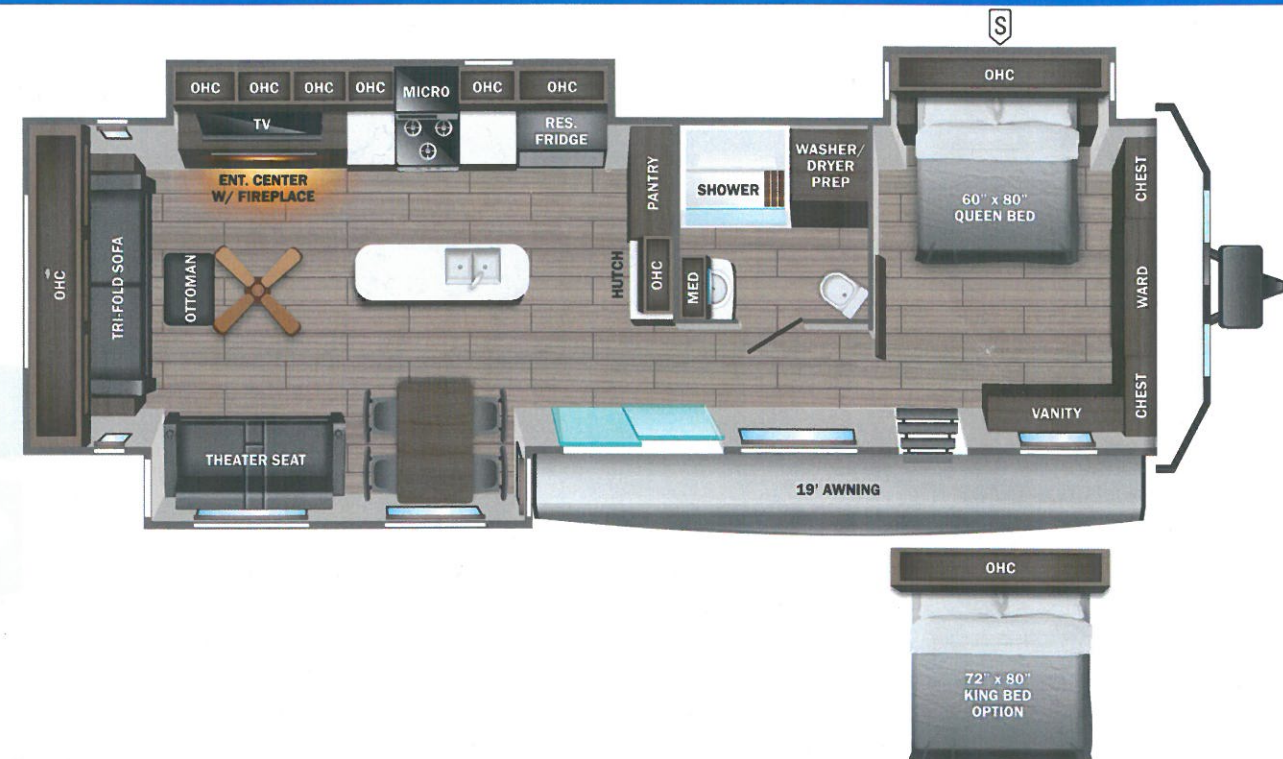 S
OHC
OHC
OHC
OHC
OHC
MICRO
OHC
OHC
TV
RES.
FRIDGE
ENT. CENTER
W/ FIREPLACE
PANTRY
SHOWER
WASHER/
DRYER
PREP
60" x 80"
QUEEN BED
CHEST
OHC
TRI-FOLD SOFA
OTTOMAN
HUTCH
OHC
MED
WARD
CHEST
VANITY
THEATER SEAT
19' AWNING
OHC
72" x 80"
KING BED
OPTION